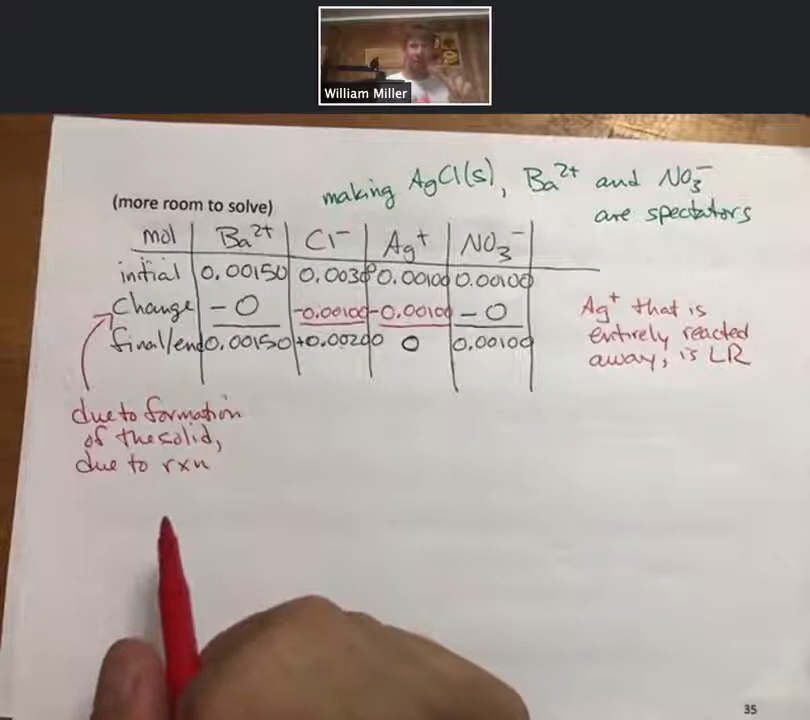 William Miller
making AgCl(s), Ba²⁺ and NO₃⁻
are spectators
(more room to solve)
mol Ba²⁺ Cl⁻ Ag⁺ NO₃⁻
initial 0.00150 0.0030 0.00100 0.00100
Change - 0 -0.00100 -0.00100 - 0
final/end 0.00150 +0.00200 0 0.00100
Ag⁺ that is
entirely reacted
away, is LR
due to formation
of the solid,
due to rxn
35